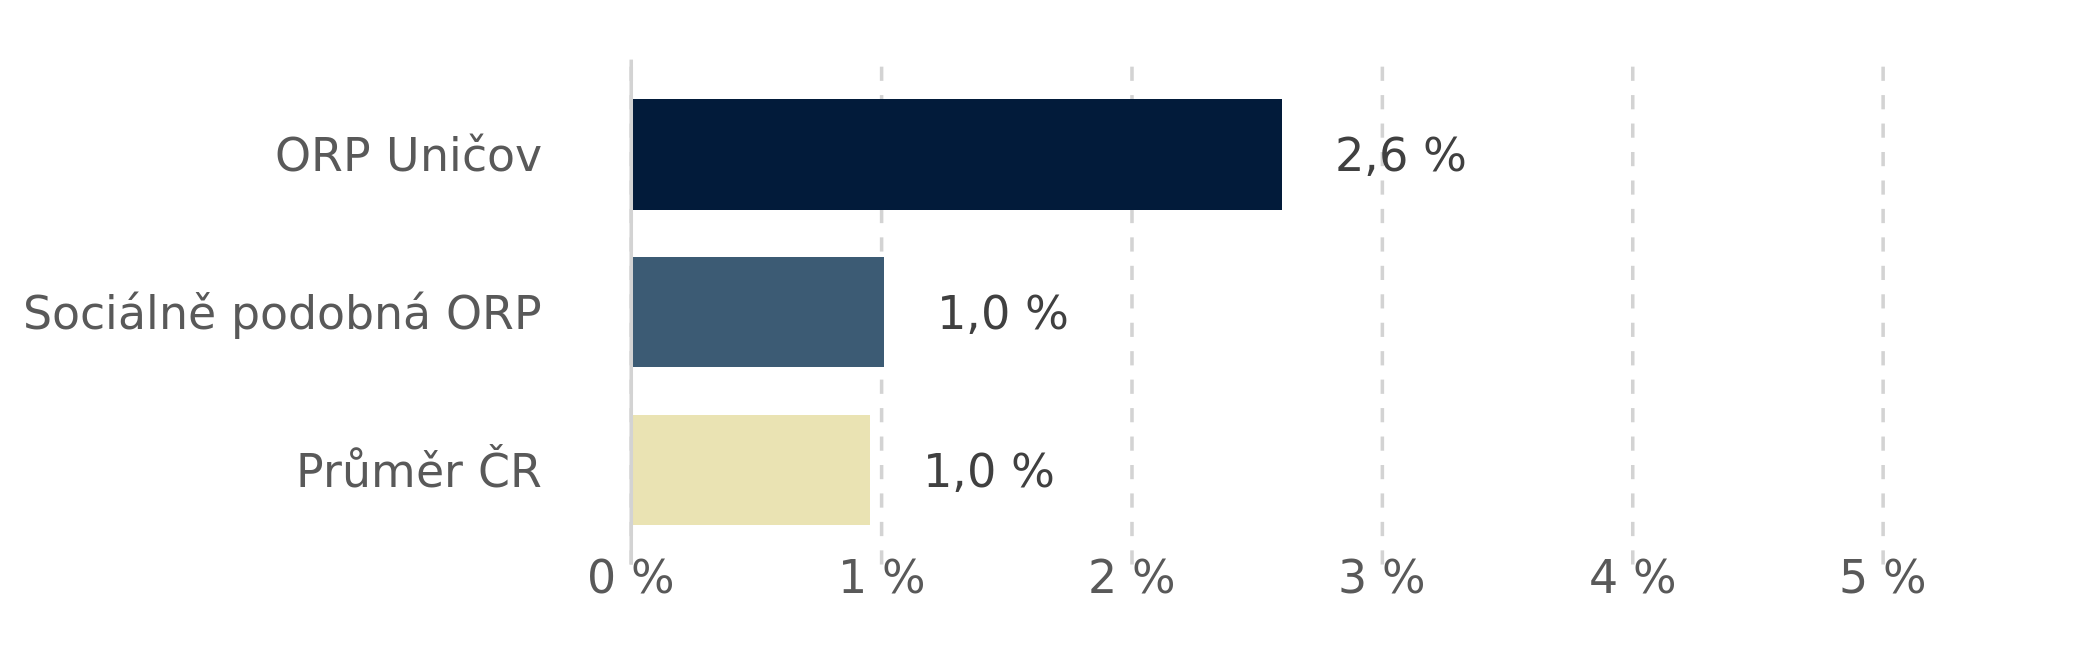 ORP Uničov 2,6 %
Sociálně podobná ORP 1,0 %
Průměr ČR 1,0 %
0 % 1 % 2 % 3 % 4 % 5 %